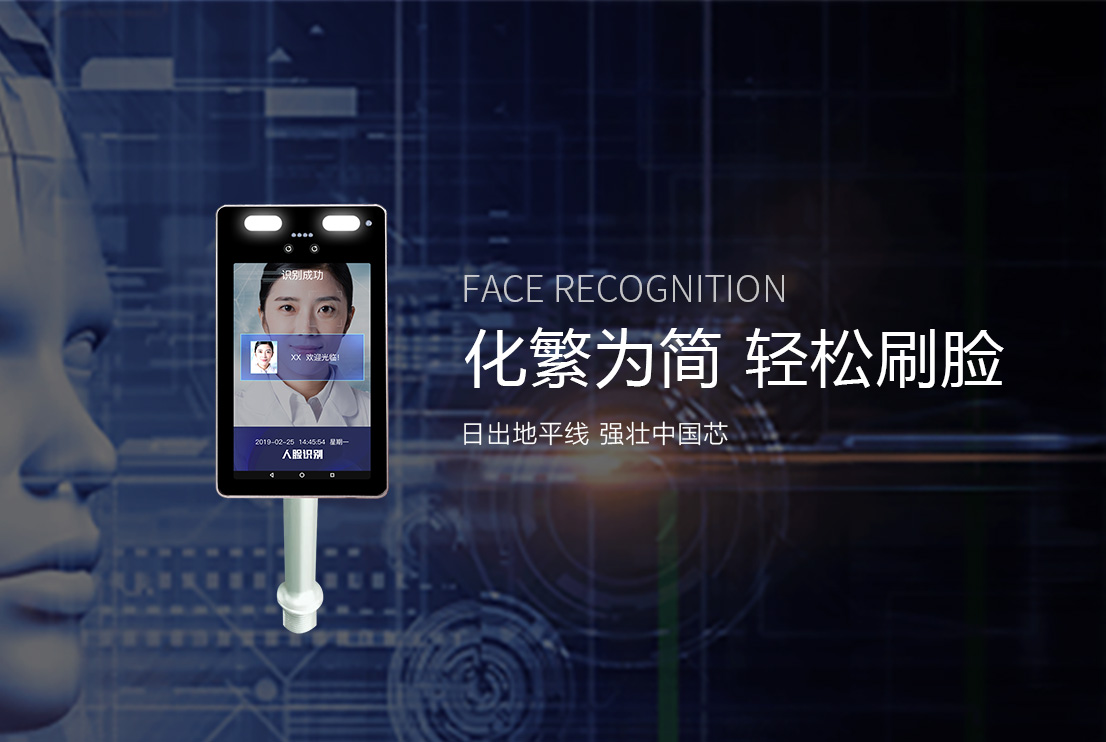 识别成功
XX 欢迎光临!
2019-02-25 14:45:54 星期一
人脸识别
FACE RECOGNITION
化繁为简 轻松刷脸
日出地平线 强壮中国芯